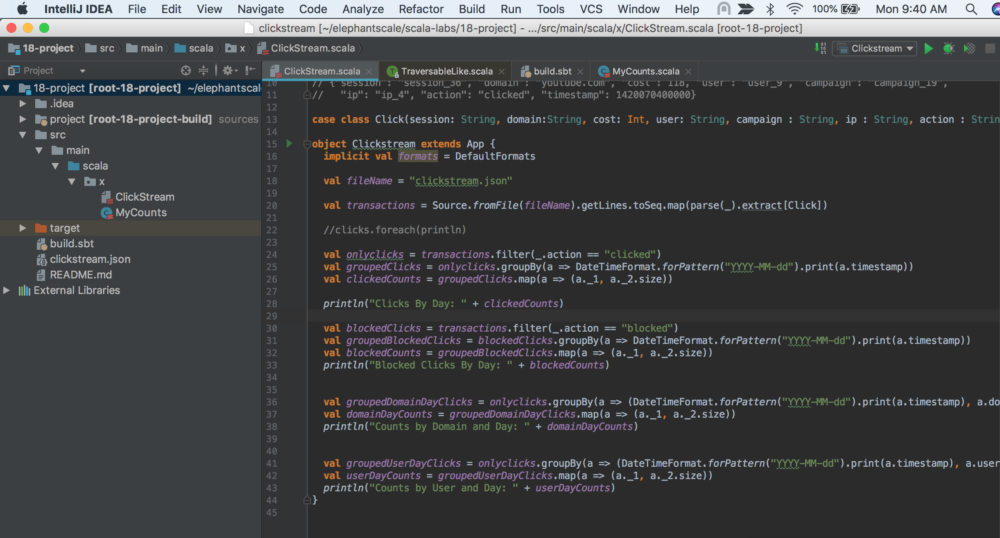 IntelliJ IDEA File Edit View Navigate Code Analyze Refactor Build Run Tools VCS Window Help 100% Mon 9:40 AM
clickstream [~/elephantscale/scala-labs/18-project] - .../src/main/scala/x/ClickStream.scala [root-18-project]
18-project src main scala x ClickStream.scala Clickstream
Project
ClickStream.scala TraversableLike.scala build.sbt MyCounts.scala
18-project [root-18-project] ~/elephantscal
.idea
project [root-18-project-build] sources
src
main
scala
x
ClickStream
MyCounts
target
build.sbt
clickstream.json
README.md
External Libraries
10 // {"session": "session_36", "domain": "youtube.com", "cost": 118, "user": "user_9", "campaign": "campaign_19",
11 // "ip": "ip_4", "action": "clicked", "timestamp": 1420070400000}
12
13 case class Click(session: String, domain:String, cost: Int, user: String, campaign : String, ip : String, action : Strin
14
15 object Clickstream extends App {
16 implicit val formats = DefaultFormats
17
18 val fileName = "clickstream.json"
19
20 val transactions = Source.fromFile(fileName).getLines.toSeq.map(parse(_).extract[Click])
21
22 //clicks.foreach(println)
23
24 val onlyclicks = transactions.filter(_.action == "clicked")
25 val groupedClicks = onlyclicks.groupBy(a => DateTimeFormat.forPattern("YYYY-MM-dd").print(a.timestamp))
26 val clickedCounts = groupedClicks.map(a => (a._1, a._2.size))
27
28 println("Clicks By Day: " + clickedCounts)
29
30 val blockedClicks = transactions.filter(_.action == "blocked")
31 val groupedBlockedClicks = blockedClicks.groupBy(a => DateTimeFormat.forPattern("YYYY-MM-dd").print(a.timestamp))
32 val blockedCounts = groupedBlockedClicks.map(a => (a._1, a._2.size))
33 println("Blocked Clicks By Day: " + blockedCounts)
34
35
36 val groupedDomainDayClicks = onlyclicks.groupBy(a => (DateTimeFormat.forPattern("YYYY-MM-dd").print(a.timestamp), a.do
37 val domainDayCounts = groupedDomainDayClicks.map(a => (a._1, a._2.size))
38 println("Counts by Domain and Day: " + domainDayCounts)
39
40
41 val groupedUserDayClicks = onlyclicks.groupBy(a => (DateTimeFormat.forPattern("YYYY-MM-dd").print(a.timestamp), a.user
42 val userDayCounts = groupedUserDayClicks.map(a => (a._1, a._2.size))
43 println("Counts by User and Day: " + userDayCounts)
44 }
45